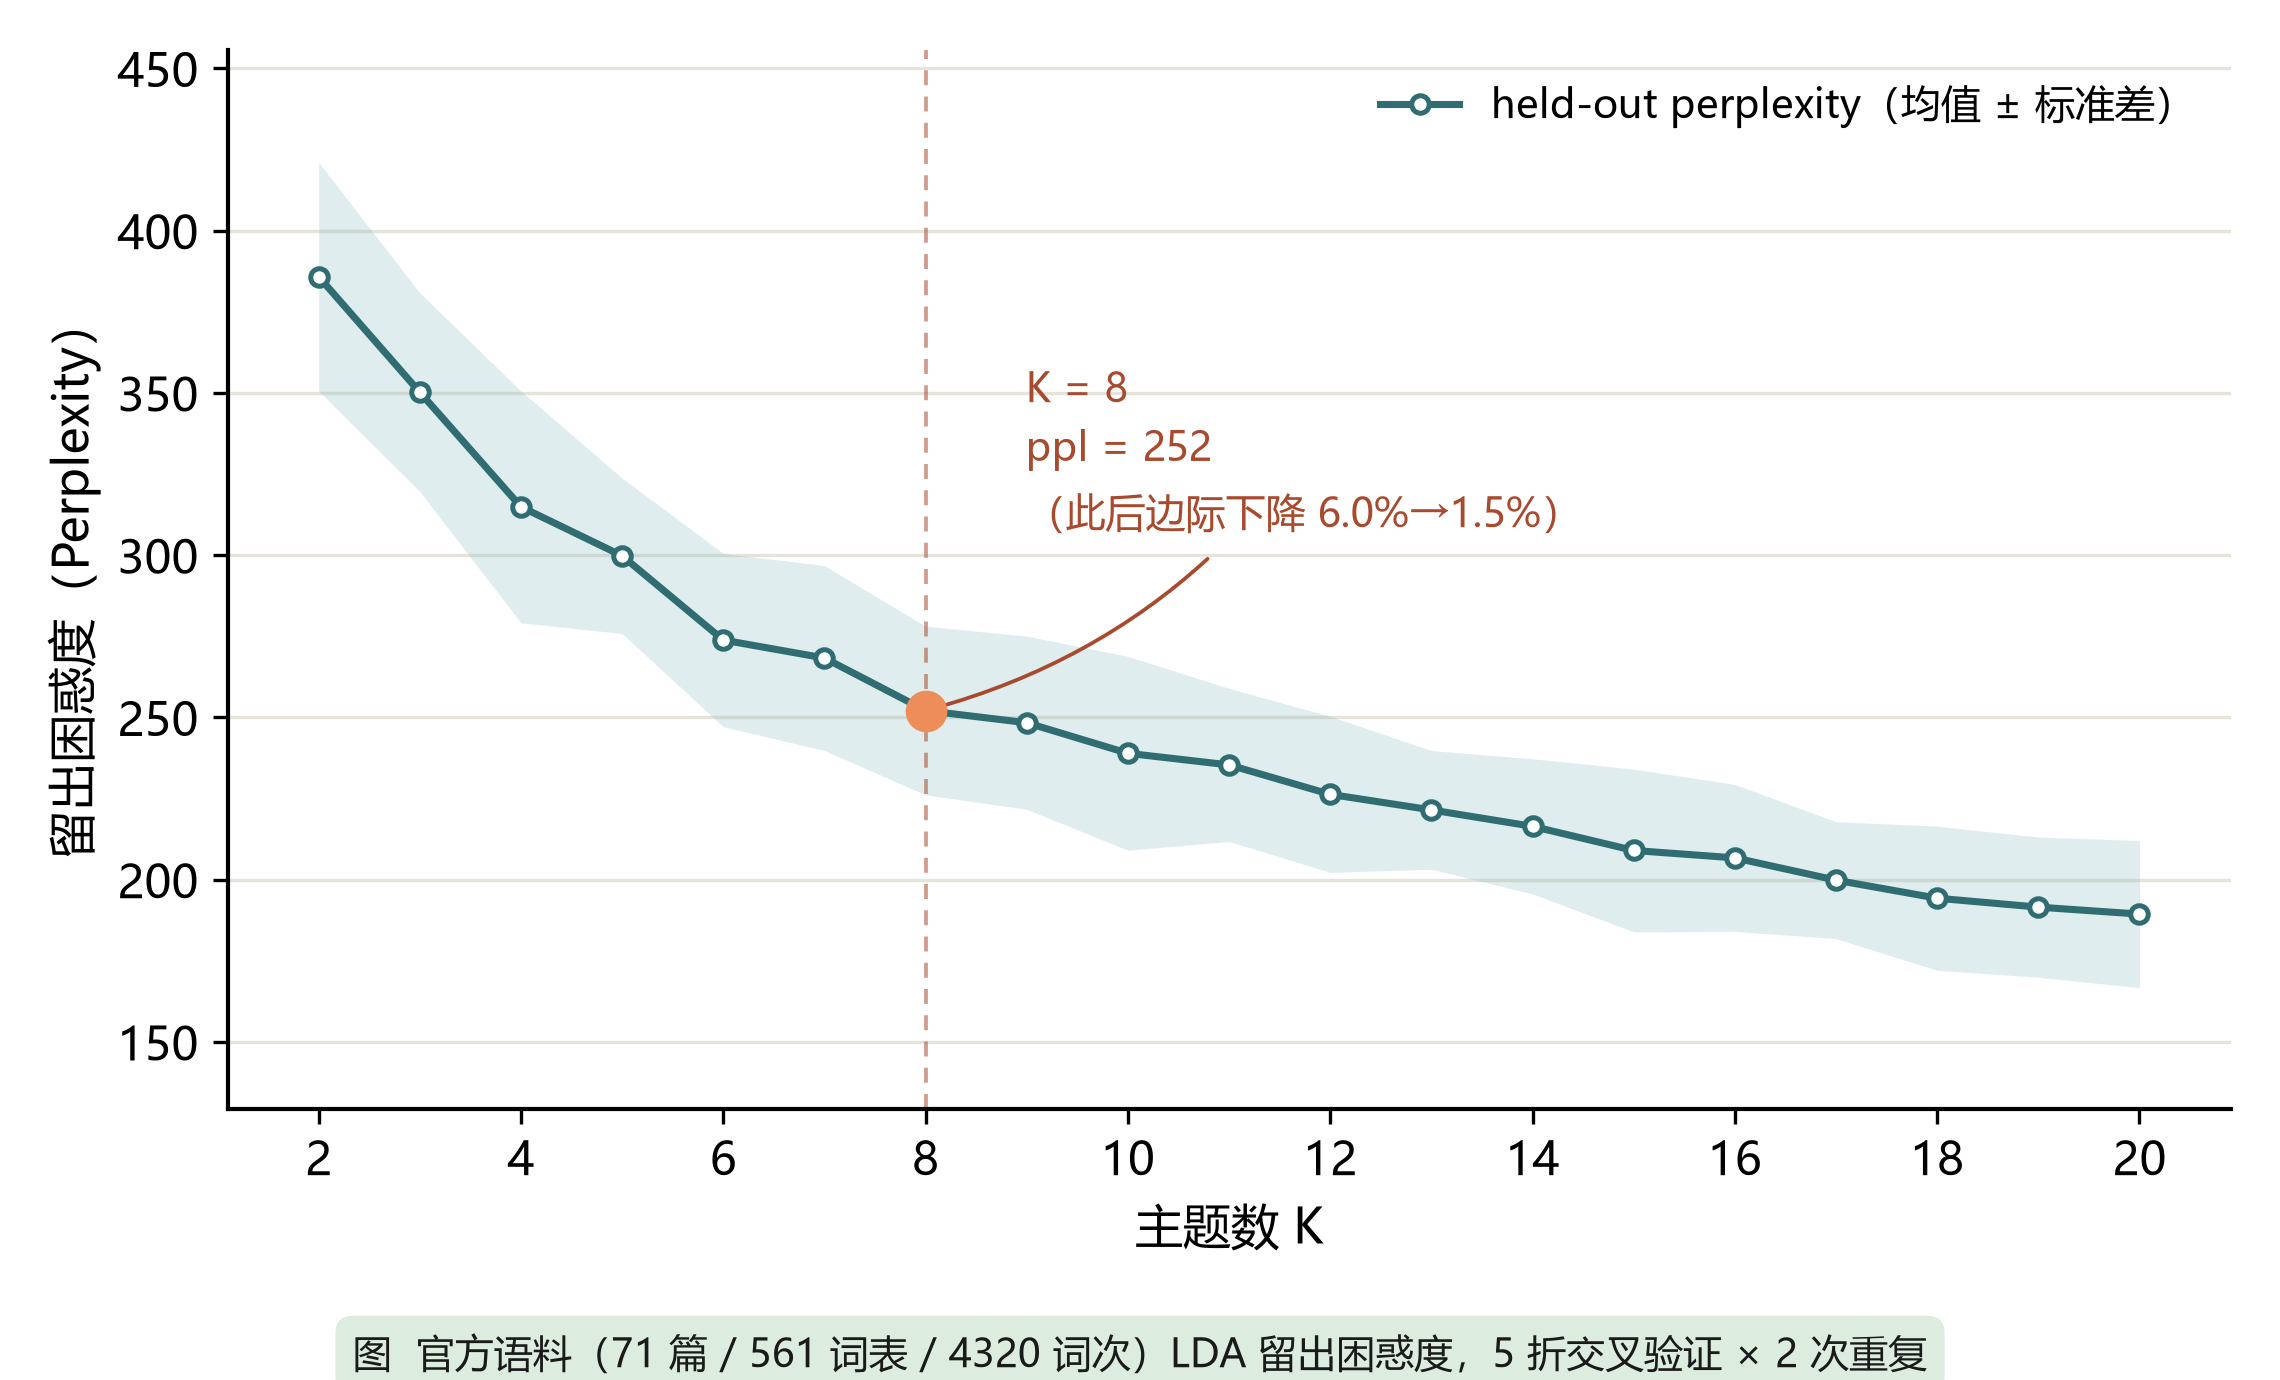 450
400
350
300
250
200
150
留出困惑度（Perplexity）
held-out perplexity（均值 ± 标准差）
K = 8
ppl = 252
（此后边际下降 6.0%→1.5%）
2 4 6 8 10 12 14 16 18 20
主题数 K
图 官方语料（71 篇 / 561 词表 / 4320 词次）LDA 留出困惑度，5 折交叉验证 × 2 次重复